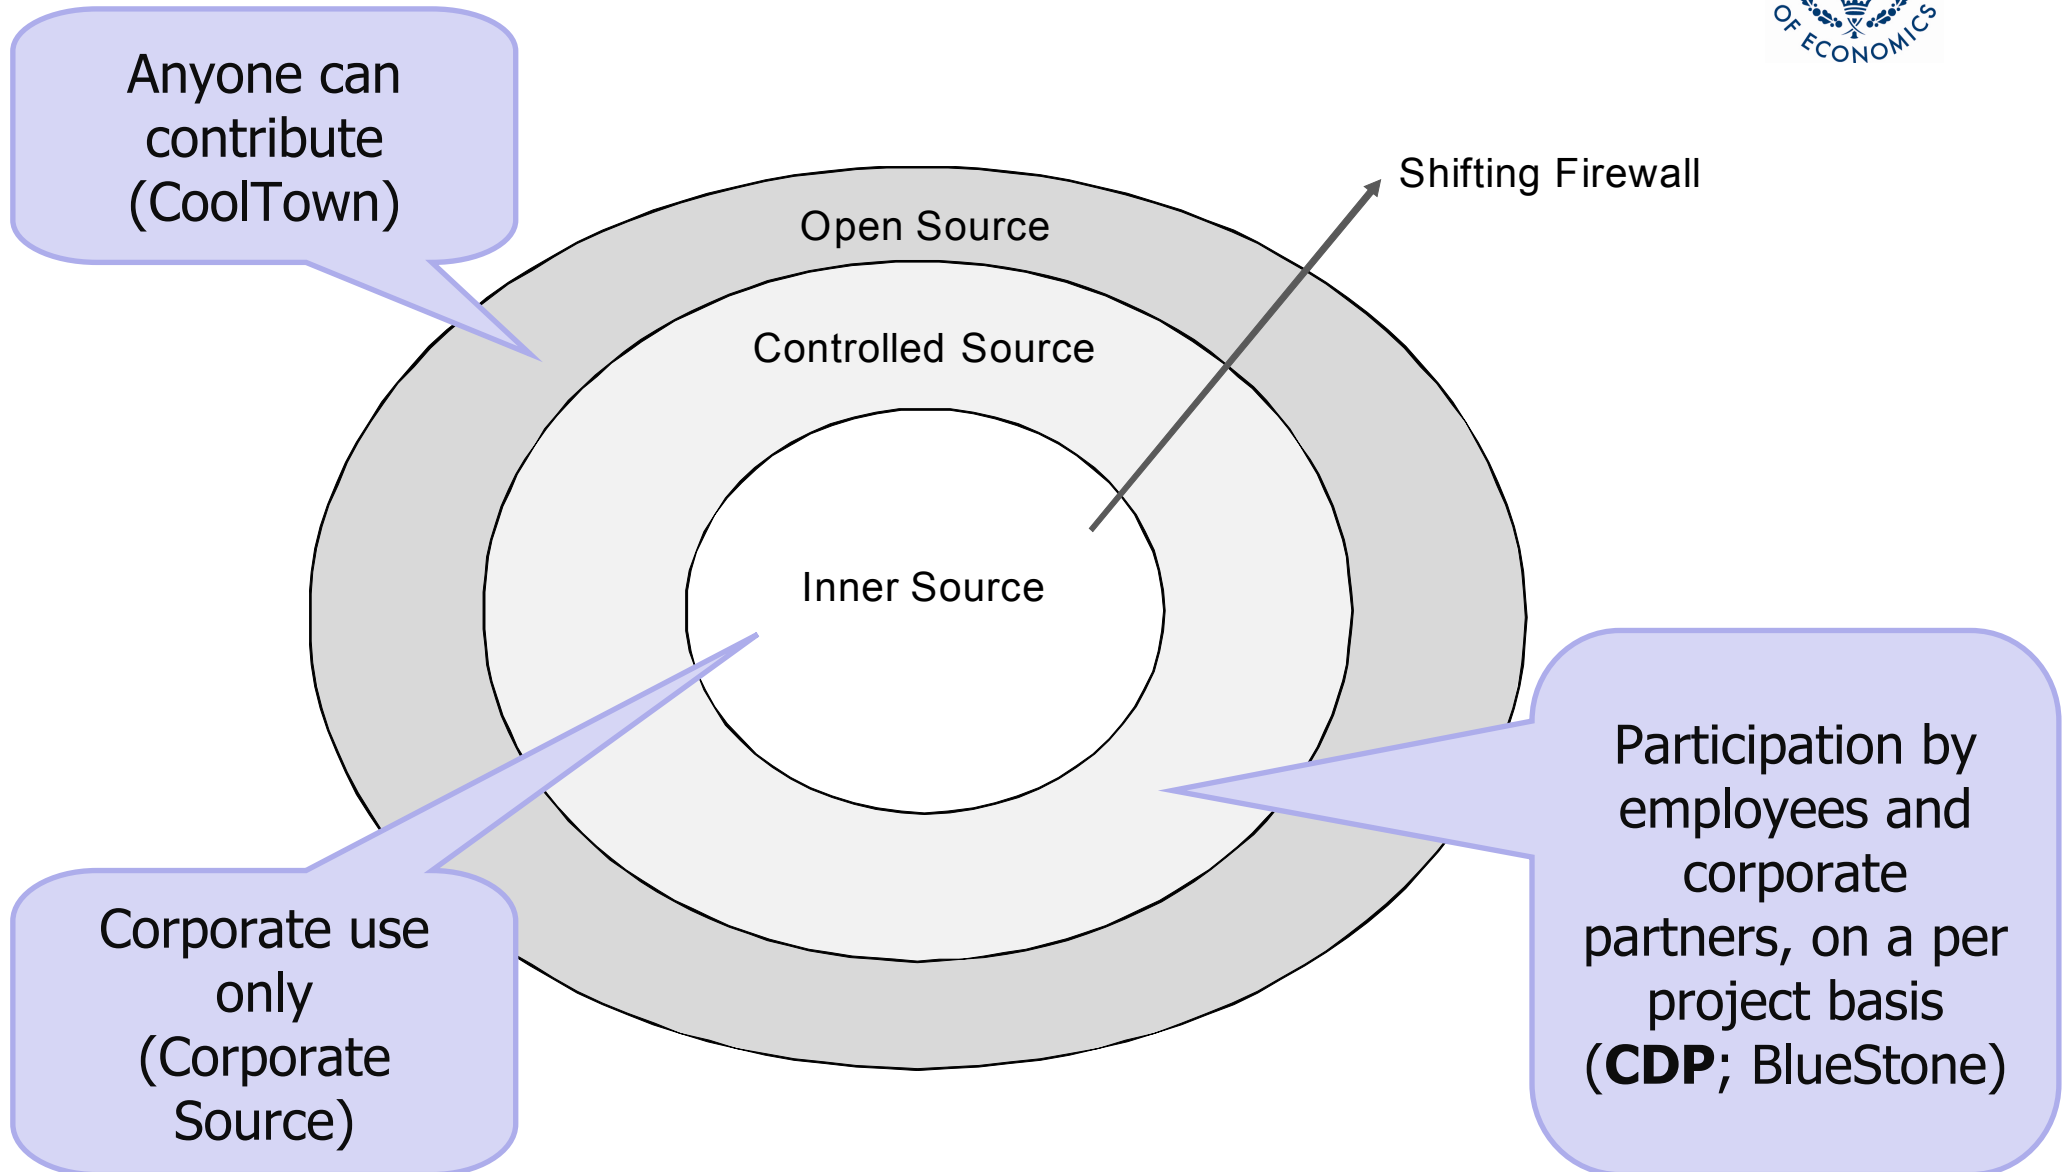 OF ECONOMICS
Anyone can
contribute
(CoolTown)
Shifting Firewall
Open Source
Controlled Source
Inner Source
Corporate use
only
(Corporate
Source)
Participation by
employees and
corporate
partners, on a per
project basis
(CDP; BlueStone)